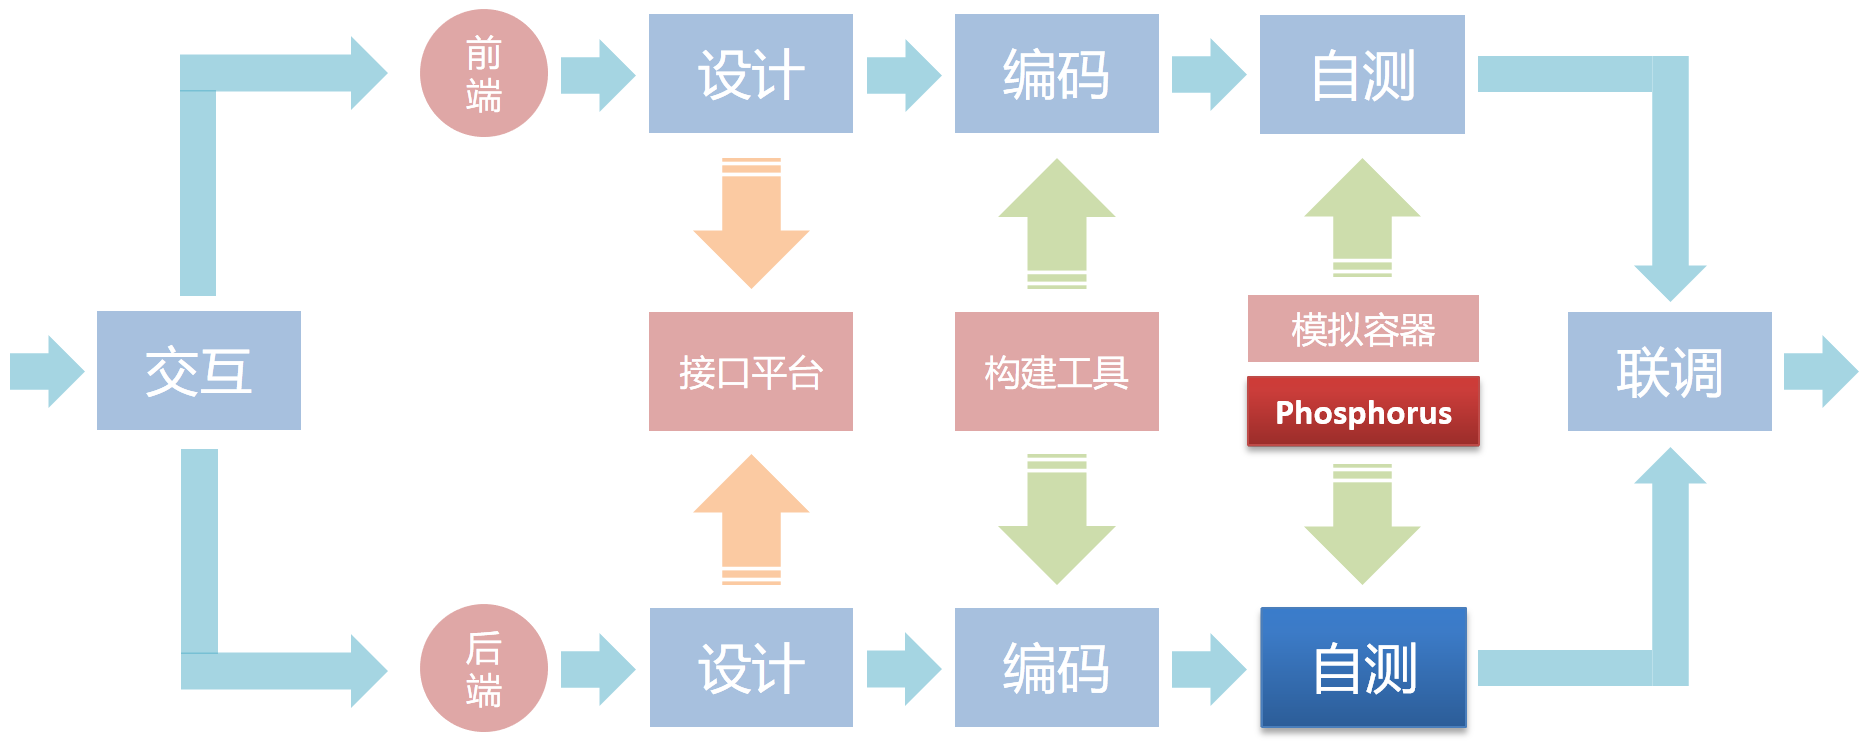 前
端
设计
编码
自测
交互
接口平台
构建工具
模拟容器
Phosphorus
联调
后
端
设计
编码
自测